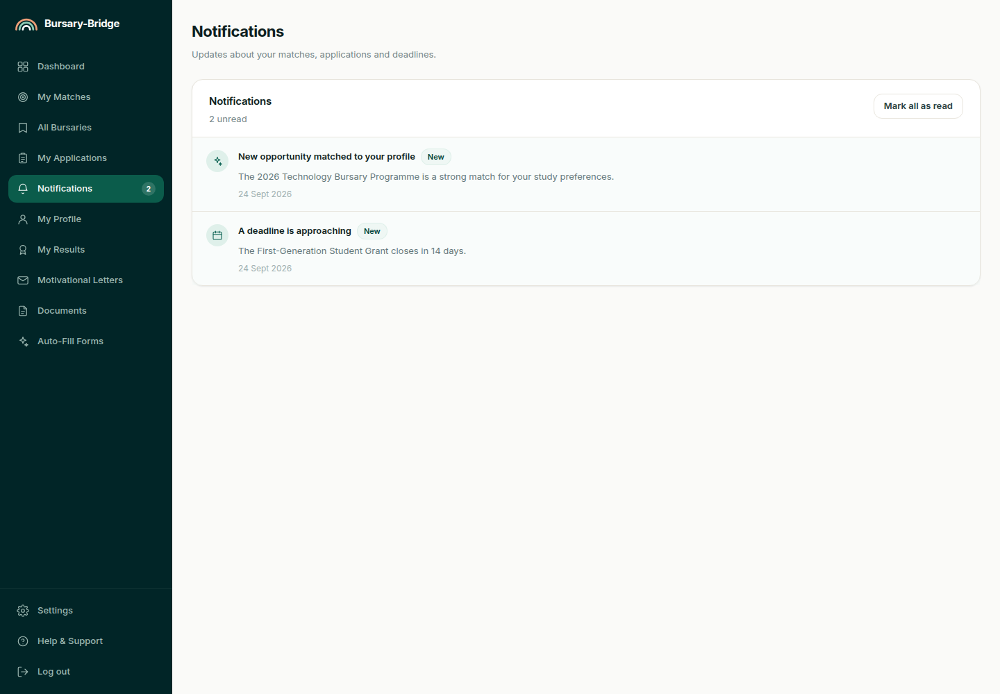 Bursary-Bridge
Dashboard
My Matches
All Bursaries
My Applications
Notifications 2
My Profile
My Results
Motivational Letters
Documents
Auto-Fill Forms
Settings
Help & Support
Log out
Notifications
Updates about your matches, applications and deadlines.
Notifications
2 unread
Mark all as read
New opportunity matched to your profile New
The 2026 Technology Bursary Programme is a strong match for your study preferences.
24 Sept 2026
A deadline is approaching New
The First-Generation Student Grant closes in 14 days.
24 Sept 2026